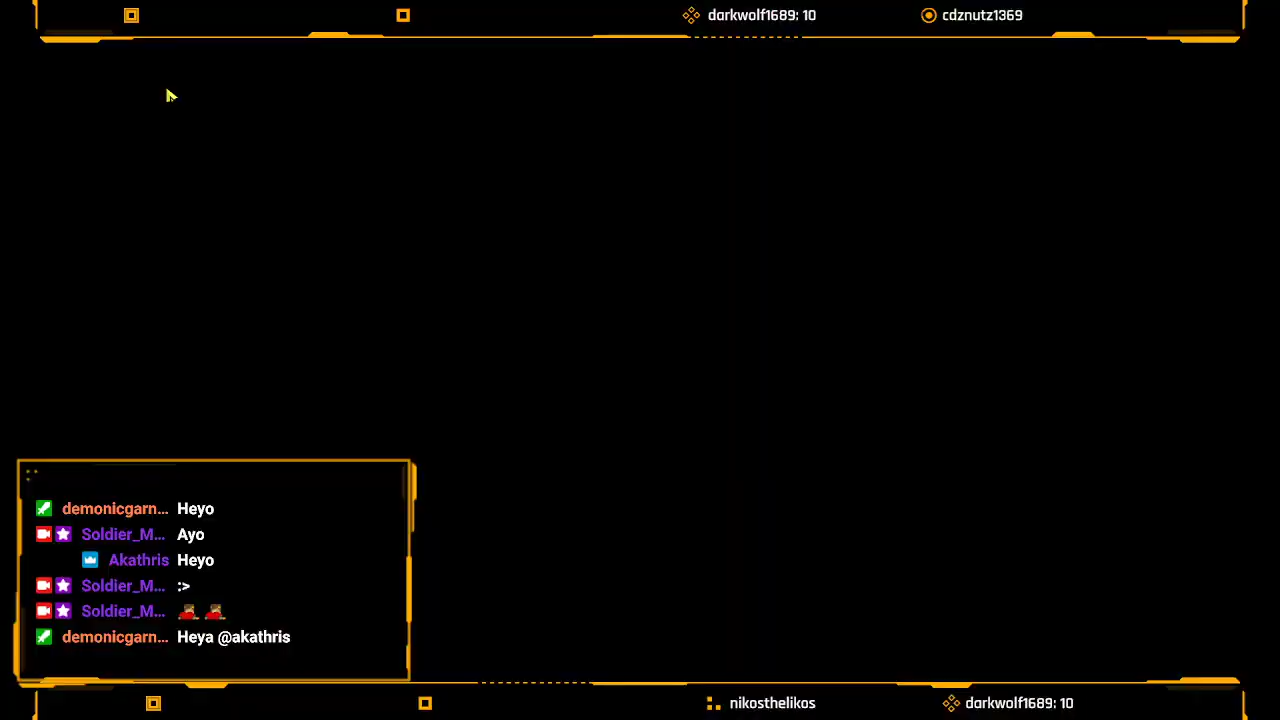 darkwolf1689: 10 cdznutz1369
demonicgarn... Heyo
Soldier_M... Ayo
Akathris Heyo
Soldier_M... :>
Soldier_M...
demonicgarn... Heya @akathris
nikosthelikos darkwolf1689: 10